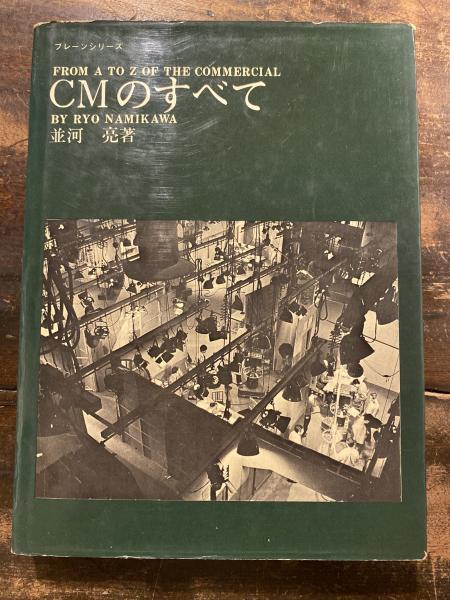 ブレーンシリーズ
FROM A TO Z OF THE COMMERCIAL
CMのすべて
BY RYO NAMIKAWA
並河 亮著